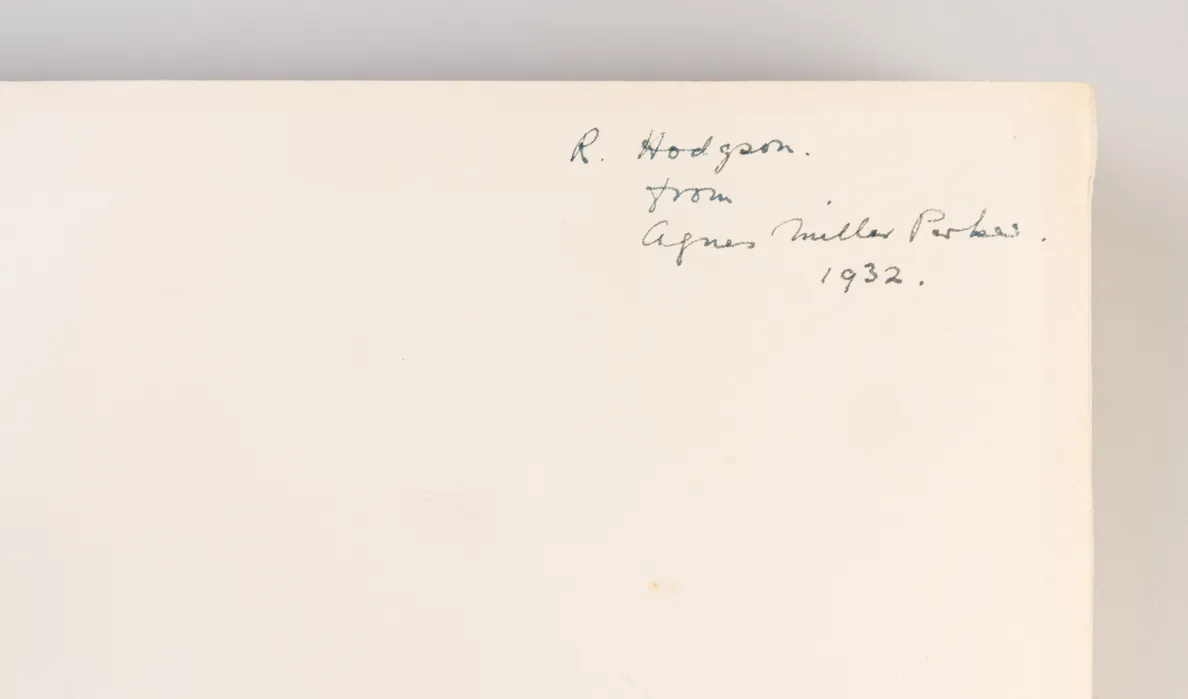 R. Hodgson.
from
Agnes Miller Parker.
1932.